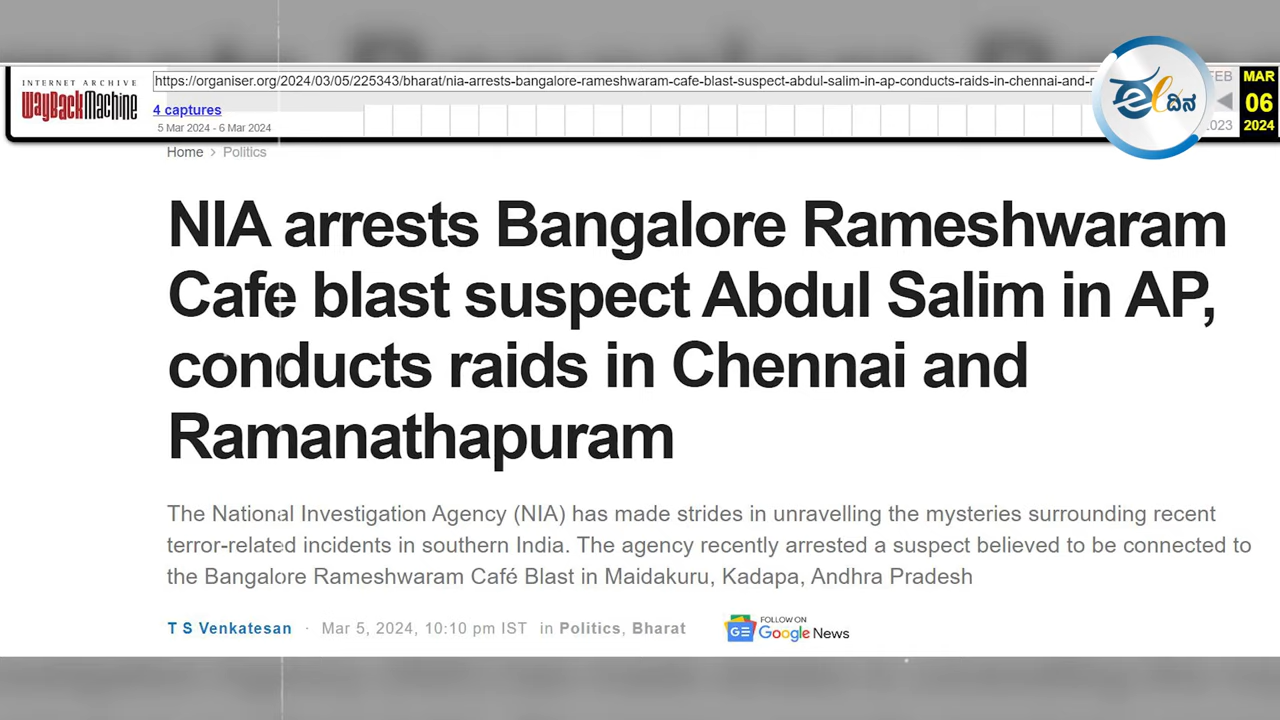 INTERNET ARCHIVE
WayBackMachine
https://organiser.org/2024/03/05/225343/bharat/nia-arrests-bangalore-rameshwaram-cafe-blast-suspect-abdul-salim-in-ap-conducts-raids-in-chennai-and-r
4 captures
5 Mar 2024 - 6 Mar 2024
FEB
MAR
06
2023
2024
eದಿನ
Home > Politics
NIA arrests Bangalore Rameshwaram
Cafe blast suspect Abdul Salim in AP,
conducts raids in Chennai and
Ramanathapuram
The National Investigation Agency (NIA) has made strides in unravelling the mysteries surrounding recent
terror-related incidents in southern India. The agency recently arrested a suspect believed to be connected to
the Bangalore Rameshwaram Café Blast in Maidakuru, Kadapa, Andhra Pradesh
T S Venkatesan · Mar 5, 2024, 10:10 pm IST in Politics, Bharat
FOLLOW ON
GE Google News